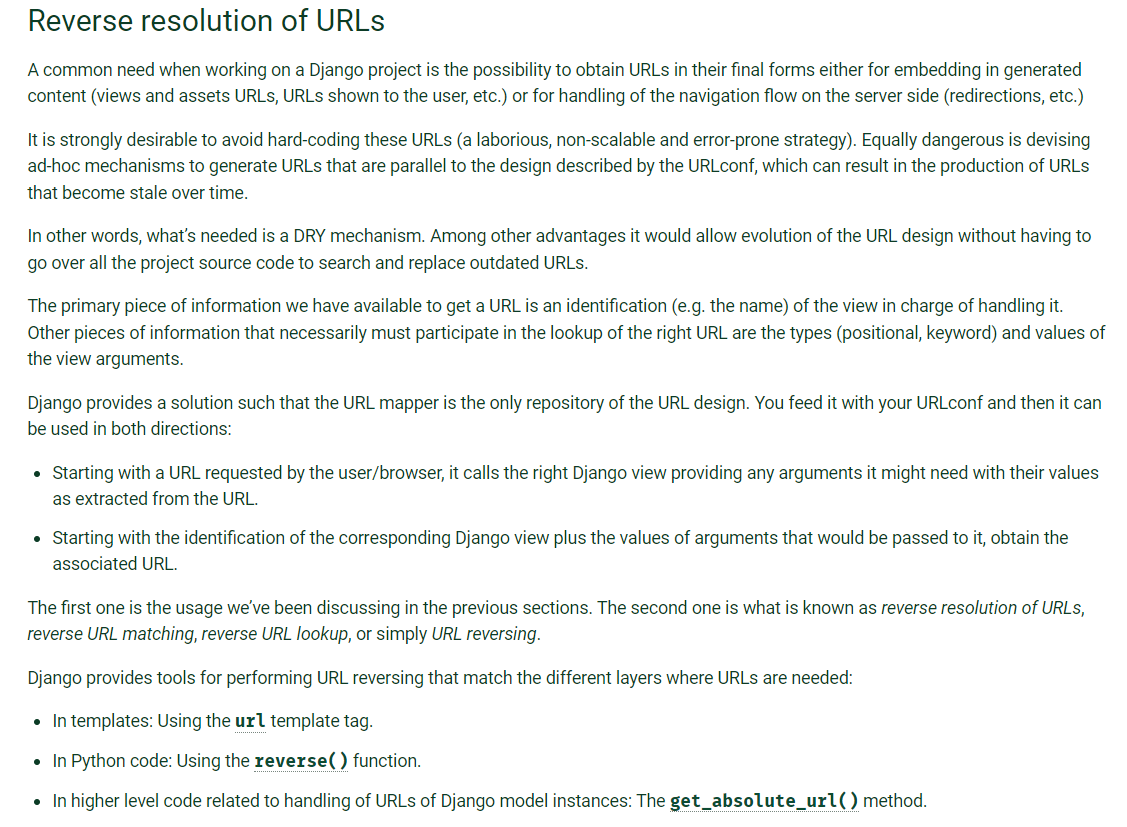 Reverse resolution of URLs
A common need when working on a Django project is the possibility to obtain URLs in their final forms either for embedding in generated
content (views and assets URLs, URLs shown to the user, etc.) or for handling of the navigation flow on the server side (redirections, etc.)
It is strongly desirable to avoid hard-coding these URLs (a laborious, non-scalable and error-prone strategy). Equally dangerous is devising
ad-hoc mechanisms to generate URLs that are parallel to the design described by the URLconf, which can result in the production of URLs
that become stale over time.
In other words, what’s needed is a DRY mechanism. Among other advantages it would allow evolution of the URL design without having to
go over all the project source code to search and replace outdated URLs.
The primary piece of information we have available to get a URL is an identification (e.g. the name) of the view in charge of handling it.
Other pieces of information that necessarily must participate in the lookup of the right URL are the types (positional, keyword) and values of
the view arguments.
Django provides a solution such that the URL mapper is the only repository of the URL design. You feed it with your URLconf and then it can
be used in both directions:
• Starting with a URL requested by the user/browser, it calls the right Django view providing any arguments it might need with their values
as extracted from the URL.
• Starting with the identification of the corresponding Django view plus the values of arguments that would be passed to it, obtain the
associated URL.
The first one is the usage we’ve been discussing in the previous sections. The second one is what is known as reverse resolution of URLs,
reverse URL matching, reverse URL lookup, or simply URL reversing.
Django provides tools for performing URL reversing that match the different layers where URLs are needed:
• In templates: Using the url template tag.
• In Python code: Using the reverse() function.
• In higher level code related to handling of URLs of Django model instances: The get_absolute_url() method.